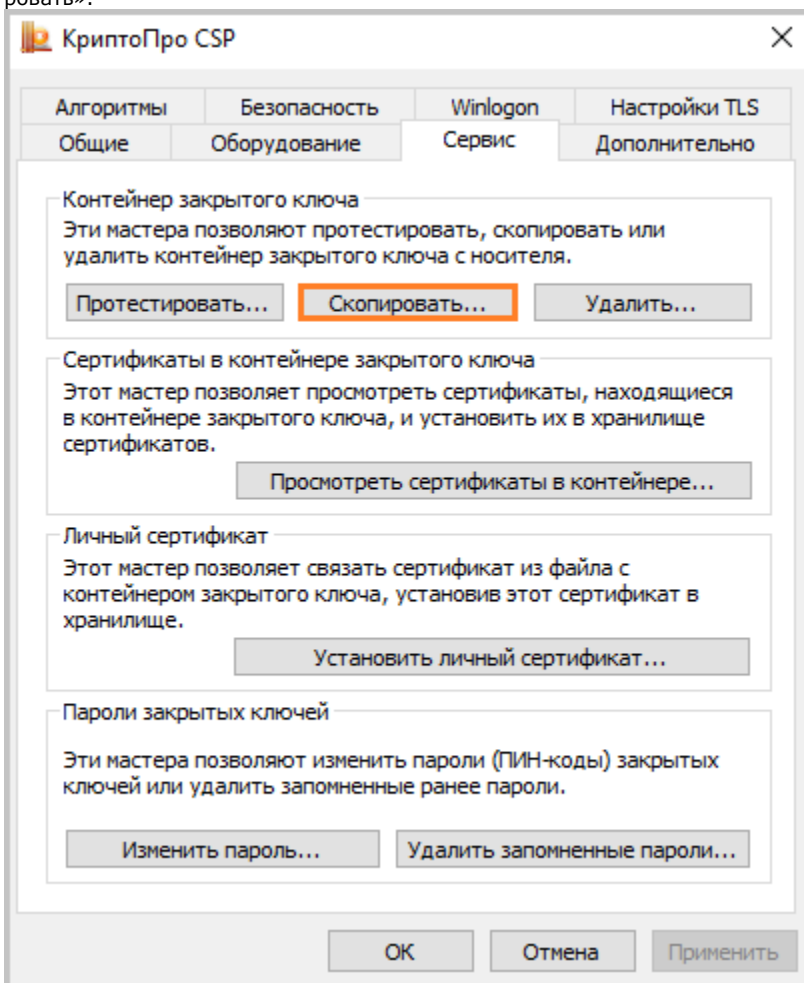 ровать».
КриптоПро CSP
Алгоритмы Безопасность Winlogon Настройки TLS
Общие Оборудование Сервис Дополнительно
Контейнер закрытого ключа
Эти мастера позволяют протестировать, скопировать или
удалить контейнер закрытого ключа с носителя.
Протестировать... Скопировать... Удалить...
Сертификаты в контейнере закрытого ключа
Этот мастер позволяет просмотреть сертификаты, находящиеся
в контейнере закрытого ключа, и установить их в хранилище
сертификатов.
Просмотреть сертификаты в контейнере...
Личный сертификат
Этот мастер позволяет связать сертификат из файла с
контейнером закрытого ключа, установив этот сертификат в
хранилище.
Установить личный сертификат...
Пароли закрытых ключей
Эти мастера позволяют изменить пароли (ПИН-коды) закрытых
ключей или удалить запомненные ранее пароли.
Изменить пароль... Удалить запомненные пароли...
ОК Отмена Применить